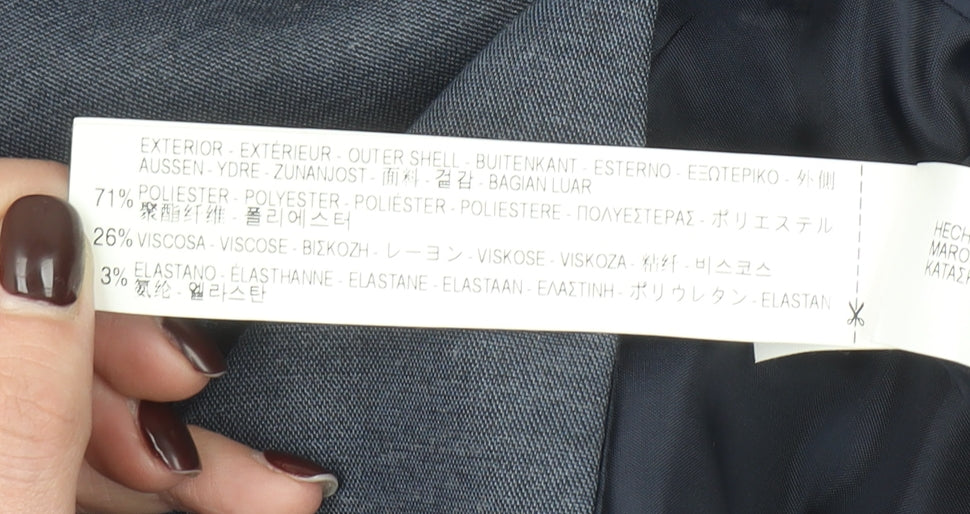 EXTERIOR - EXTÉRIEUR - OUTER SHELL - BUITENKANT - ESTERNO - ΕΞΩΤΕΡΙΚΟ - 外側
AUSSEN - YDRE - ZUNANJOST - 面料 - 겉감 - BAGIAN LUAR
71% POLIESTER - POLYESTER - POLIÉSTER - POLIESTERE - ΠΟΛΥΕΣΤΕΡΑΣ - ポリエステル
聚酯纤维 - 폴리에스터
26% VISCOSA - VISCOSE - ΒΙΣΚΟΖΗ - レーヨン - VISKOSE - VISKOZA - 粘纤 - 비스코스
3% ELASTANO - ÉLASTHANNE - ELASTANE - ELASTAAN - ΕΛΑΣΤΙΝΗ - ポリウレタン - ELASTAN
氨纶 - 엘라스탄
HECH
MARO
ΚΑΤΑΣ